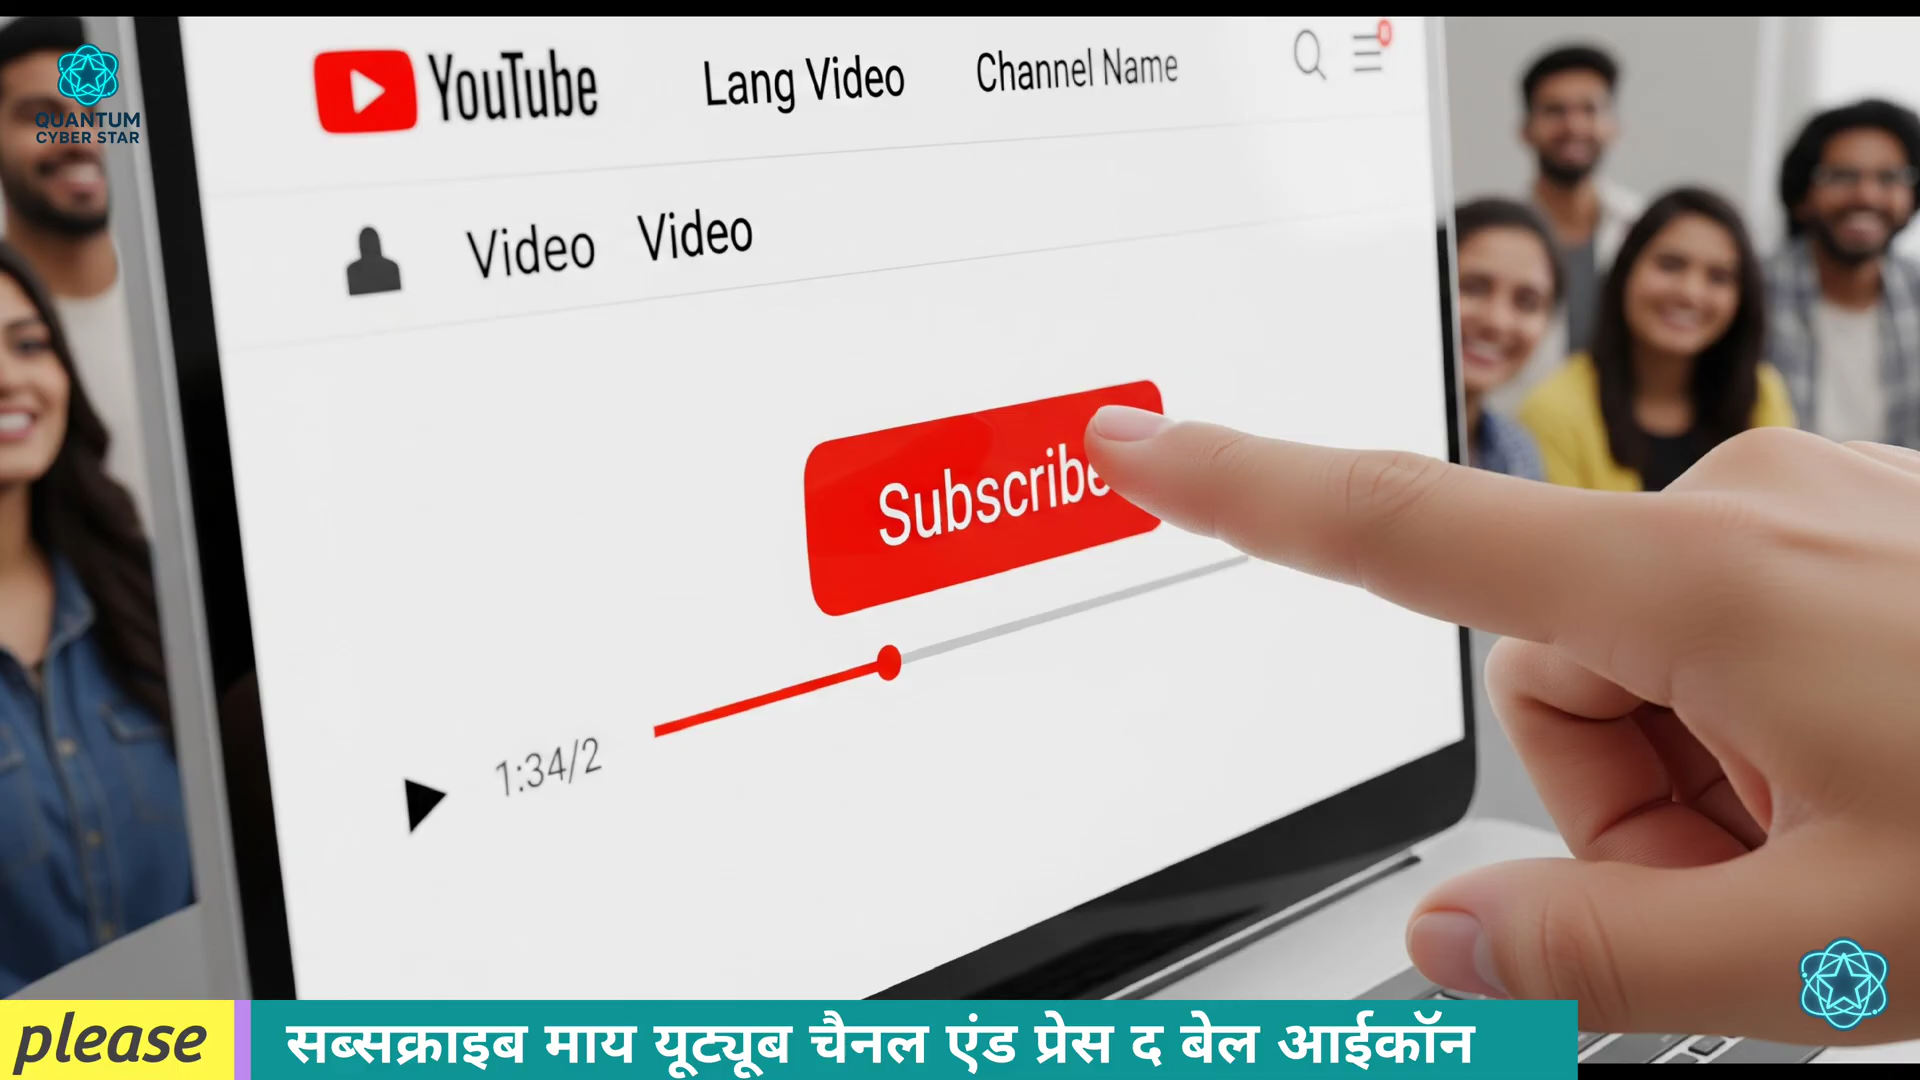 QUANTUM
CYBER STAR
YouTube Lang Video Channel Name
Video Video
Subscribe
1:34/2
please सब्सक्राइब माय यूट्यूब चैनल एंड प्रेस द बेल आईकॉन